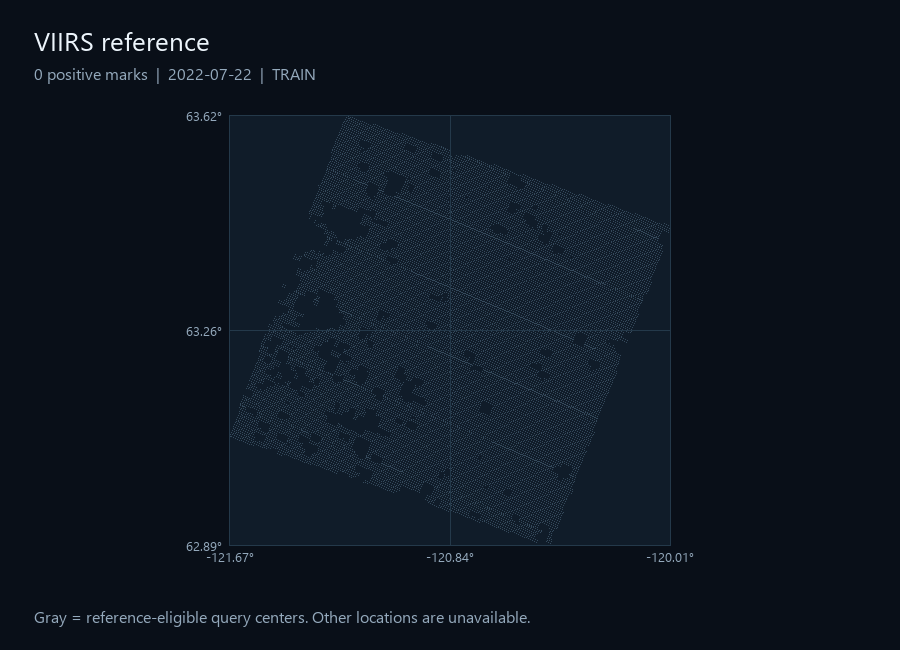 VIIRS reference
0 positive marks | 2022-07-22 | TRAIN
63.62°
63.26°
62.89°
-121.67°
-120.84°
-120.01°
Gray = reference-eligible query centers. Other locations are unavailable.